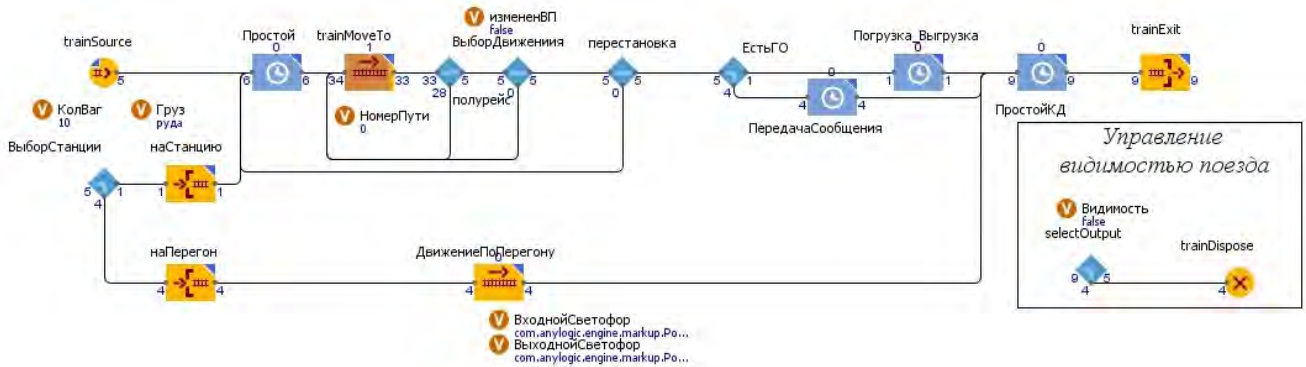 измененВП
false
trainSource
Простой
trainMoveTo
ВыборДвижениия
перестановка
ЕстьГО
Погрузка_Выгрузка
trainExit
0
1
0
0
0
5
6
6
34
33
33
5
5
5
5
5
5
1
1
1
9
9
9
9
28
полурейс
0
0
4
4
4
КолВаг
10
Груз
руда
НомерПути
0
ПередачаСообщения
ПростойКД
ВыборСтанции
наСтанцию
Управление
видимостью поезда
5
1
1
1
4
Видимость
false
selectOutput
trainDispose
наПерегон
ДвижениеПоПерегону
0
9
5
4
4
4
4
4
4
ВходнойСветофор
com.anylogic.engine.markup.Po...
ВыходнойСветофор
com.anylogic.engine.markup.Po...